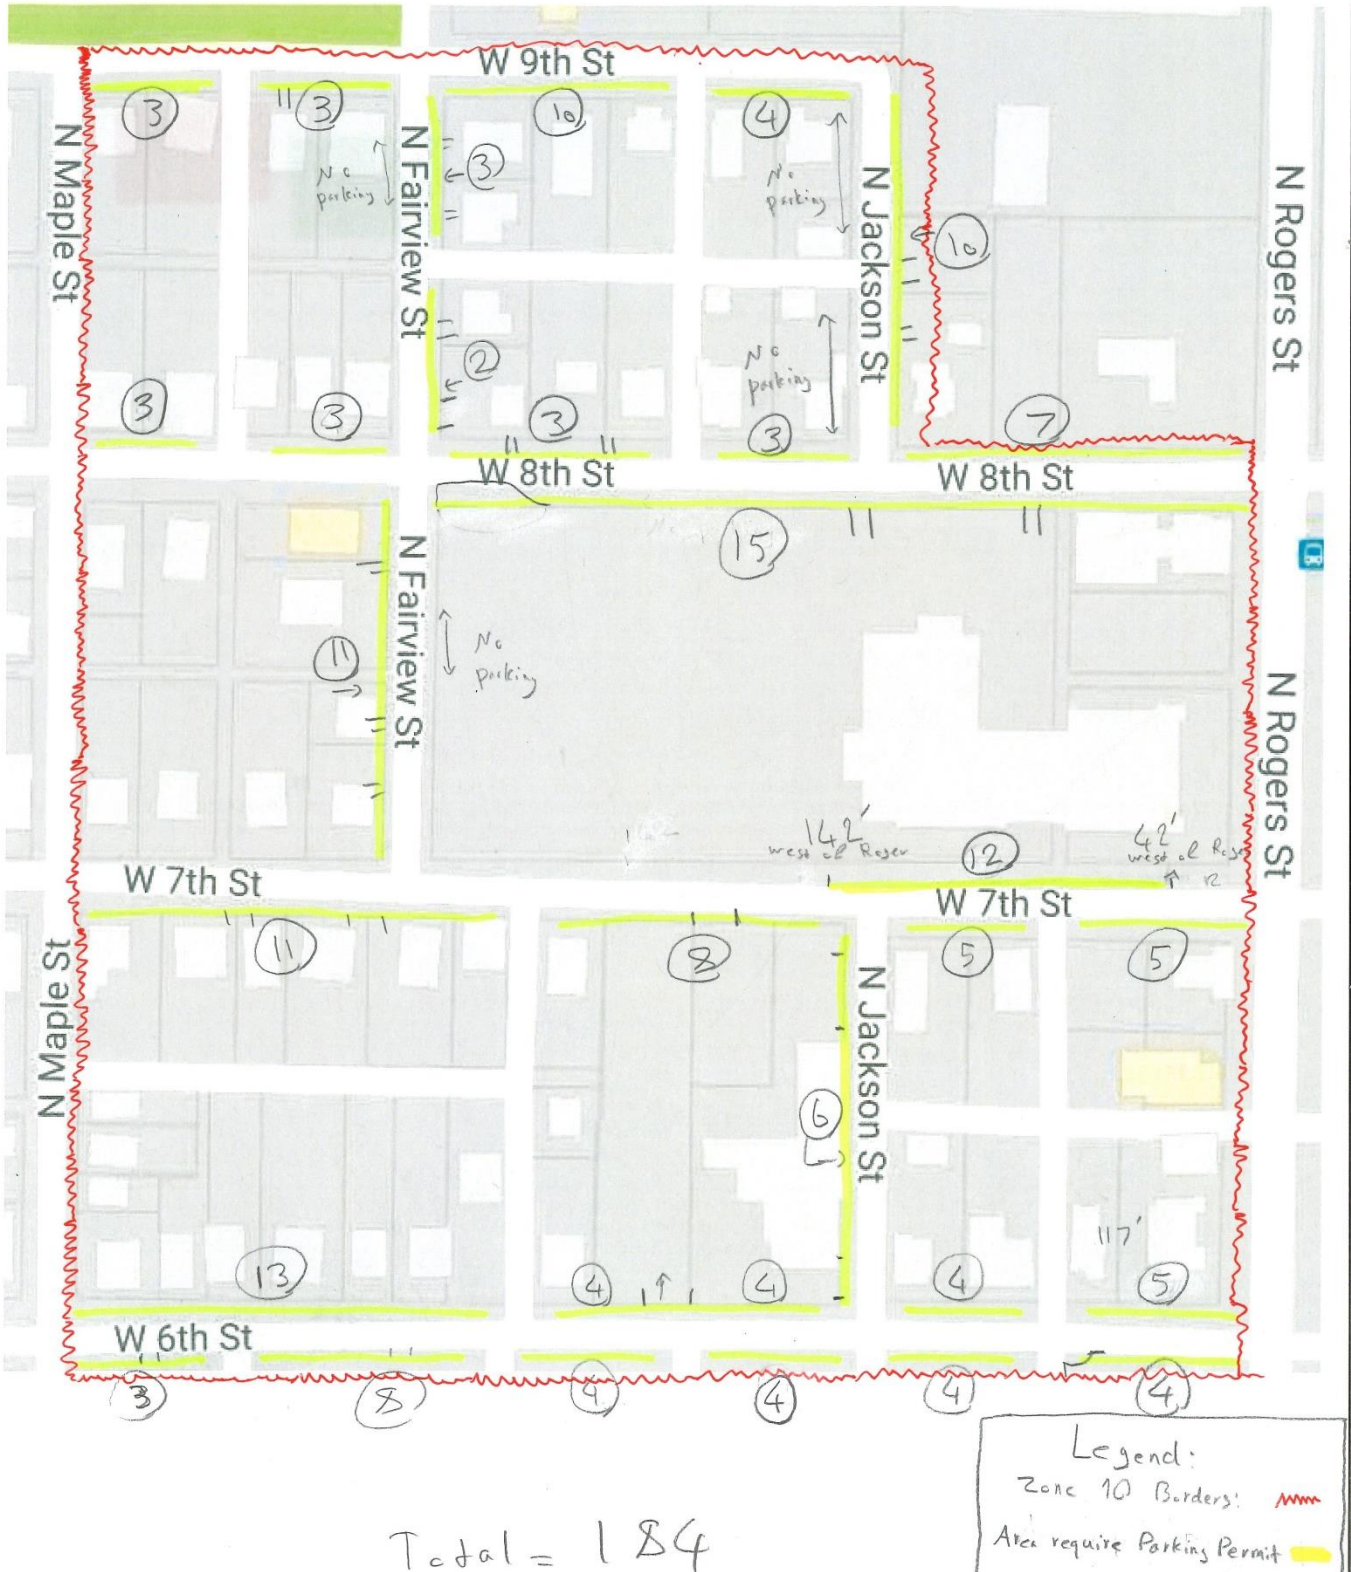 W 9th St
3
3
10
4
N Maple St
No
parking
N Fairview St
3
No
parking
N Jackson St
10
N Rogers St
2
No
parking
3
3
3
3
7
W 8th St
W 8th St
15
N Fairview St
11
No
parking
N Rogers St
142'
west of Roger
12
42'
west of Roger
W 7th St
W 7th St
11
8
5
5
N Maple St
N Jackson St
6
117'
13
4
4
4
5
W 6th St
3
8
4
4
4
4
Legend:
Zone 10 Borders:
Area require Parking Permit
Total = 184